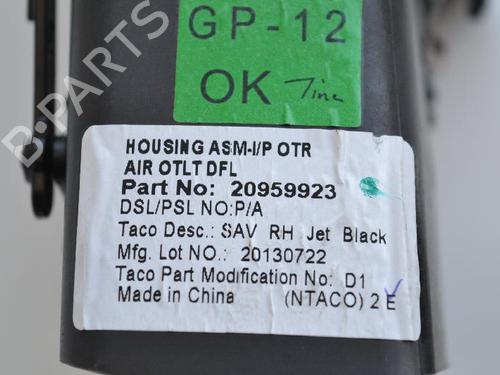 GP-12
OK Tina
HOUSING ASM-I/P OTR
AIR OTLT DFL
Part No: 20959923
DSL/PSL NO:P/A
Taco Desc.: SAV RH Jet Black
Mfg. Lot NO.: 20130722
Taco Part Modification No: D1
Made in China (NTACO) 2 E
B-PARTS